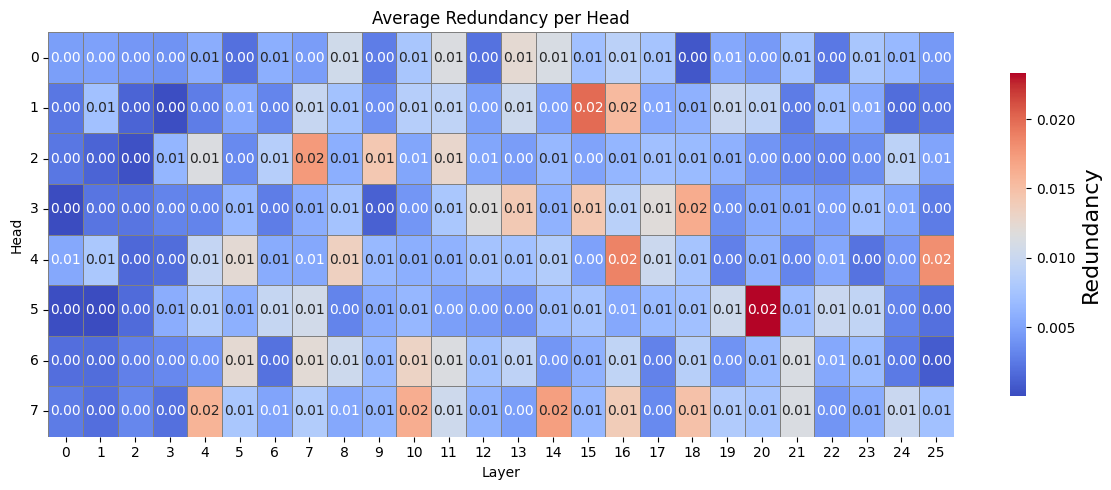 Average Redundancy per Head
0 0.00 0.00 0.00 0.00 0.01 0.00 0.01 0.00 0.01 0.00 0.01 0.01 0.00 0.01 0.01 0.01 0.01 0.01 0.00 0.01 0.00 0.01 0.00 0.01 0.01 0.00
1 0.00 0.01 0.00 0.00 0.00 0.01 0.00 0.01 0.01 0.00 0.01 0.01 0.00 0.01 0.00 0.02 0.02 0.01 0.01 0.01 0.01 0.00 0.01 0.01 0.00 0.00
2 0.00 0.00 0.00 0.01 0.01 0.00 0.01 0.02 0.01 0.01 0.01 0.01 0.01 0.00 0.01 0.00 0.01 0.01 0.01 0.01 0.00 0.00 0.00 0.00 0.01 0.01
3 0.00 0.00 0.00 0.00 0.00 0.01 0.00 0.01 0.01 0.00 0.00 0.01 0.01 0.01 0.01 0.01 0.01 0.01 0.02 0.00 0.01 0.01 0.00 0.01 0.01 0.00
4 0.01 0.01 0.00 0.00 0.01 0.01 0.01 0.01 0.01 0.01 0.01 0.01 0.01 0.01 0.01 0.00 0.02 0.01 0.01 0.00 0.01 0.00 0.01 0.00 0.00 0.02
5 0.00 0.00 0.00 0.01 0.01 0.01 0.01 0.01 0.00 0.01 0.01 0.00 0.00 0.00 0.01 0.01 0.01 0.01 0.01 0.01 0.02 0.01 0.01 0.01 0.00 0.00
6 0.00 0.00 0.00 0.00 0.00 0.01 0.00 0.01 0.01 0.01 0.01 0.01 0.01 0.01 0.00 0.01 0.01 0.00 0.01 0.00 0.01 0.01 0.01 0.01 0.00 0.00
7 0.00 0.00 0.00 0.00 0.02 0.01 0.01 0.01 0.01 0.01 0.02 0.01 0.01 0.00 0.02 0.01 0.01 0.00 0.01 0.01 0.01 0.01 0.00 0.01 0.01 0.01
0 1 2 3 4 5 6 7 8 9 10 11 12 13 14 15 16 17 18 19 20 21 22 23 24 25
Layer
Head
0.020
0.015
0.010
0.005
Redundancy